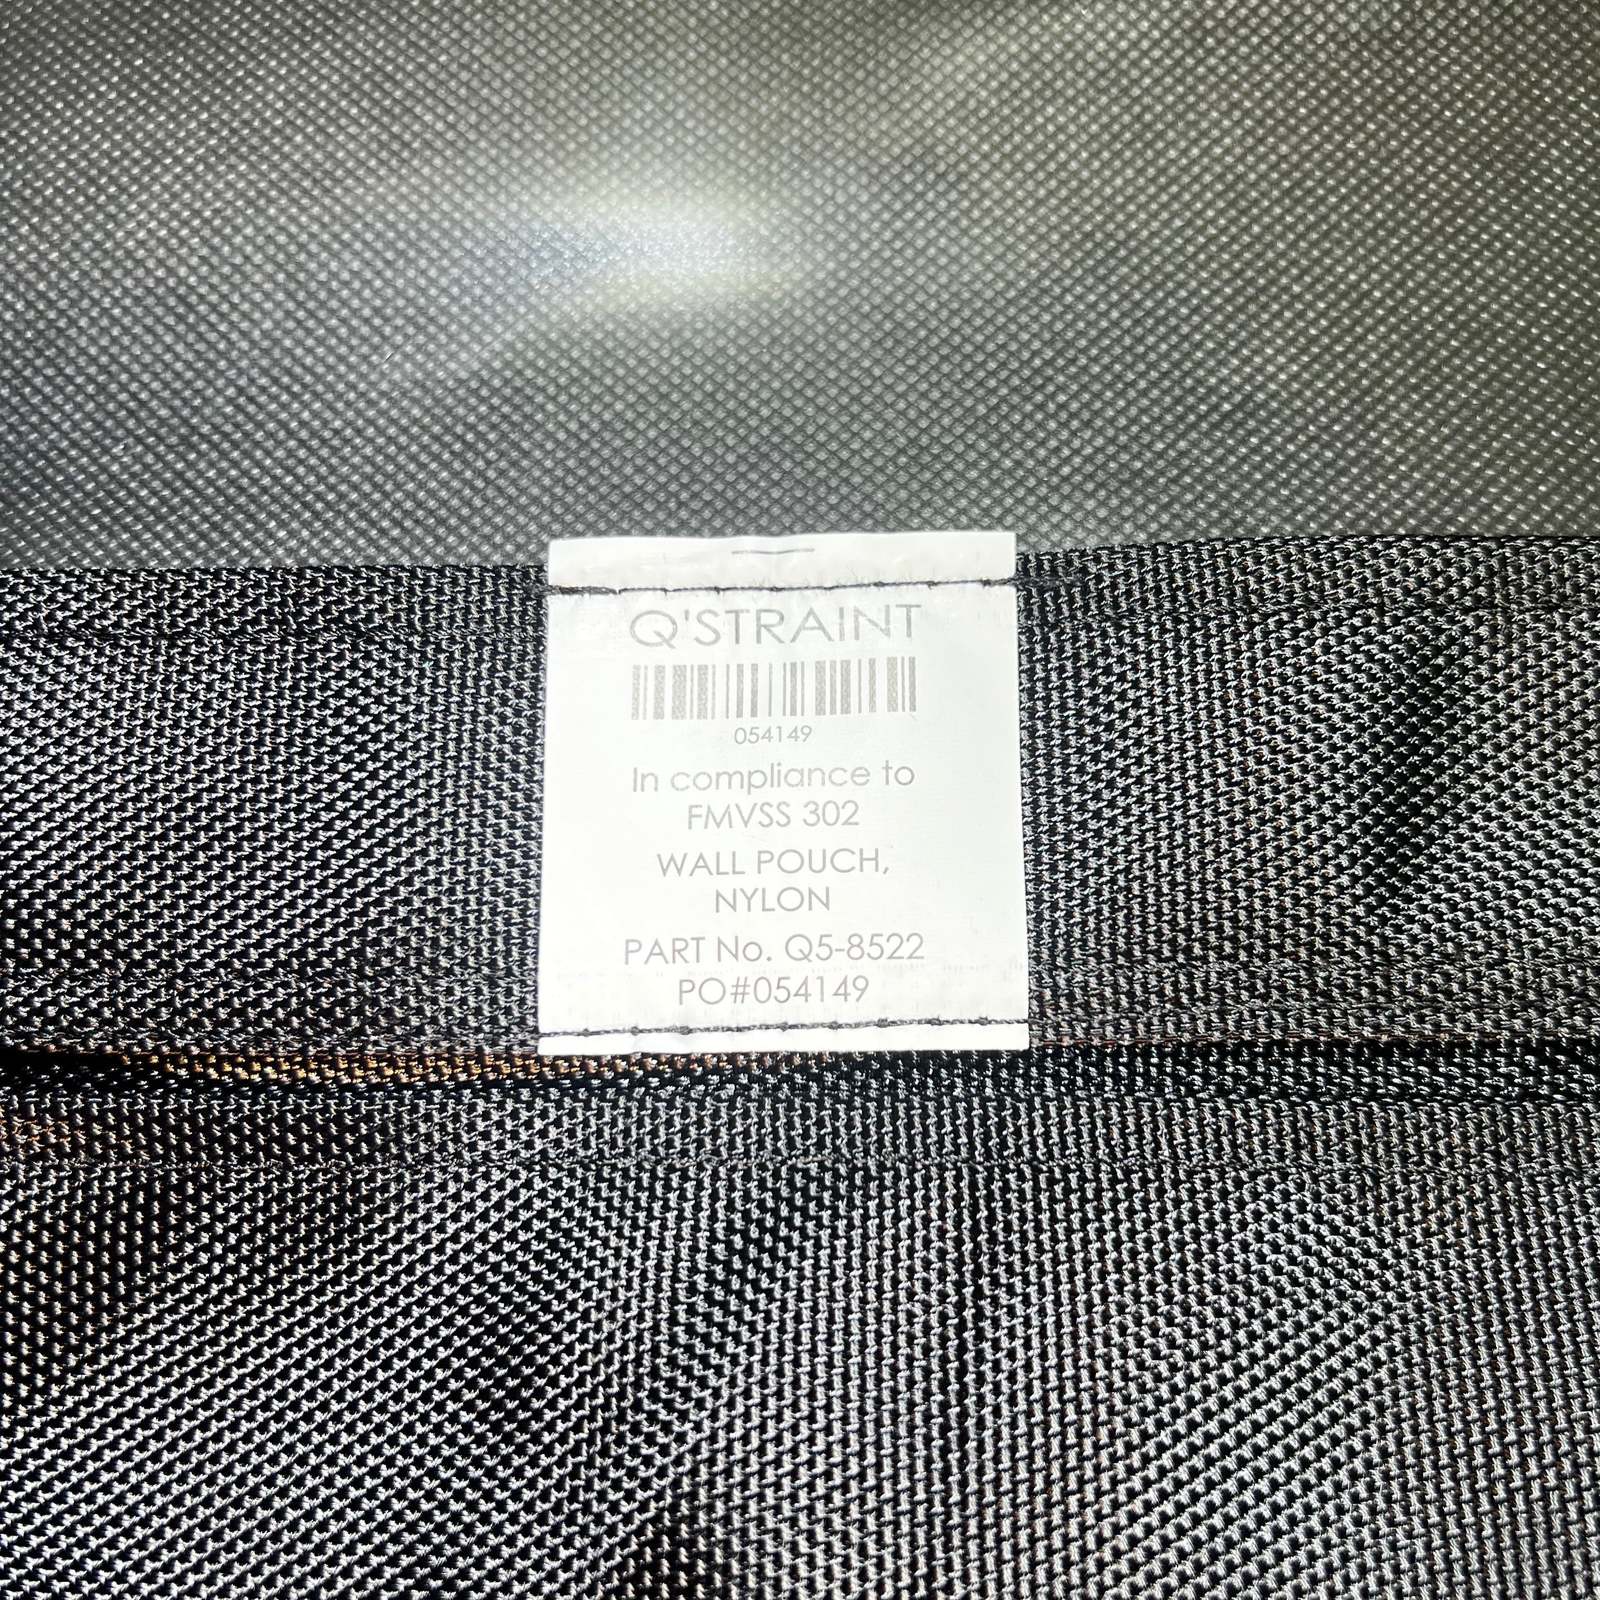 Q'STRAINT
054149
In compliance to
FMVSS 302
WALL POUCH,
NYLON
PART No. Q5-8522
PO#054149